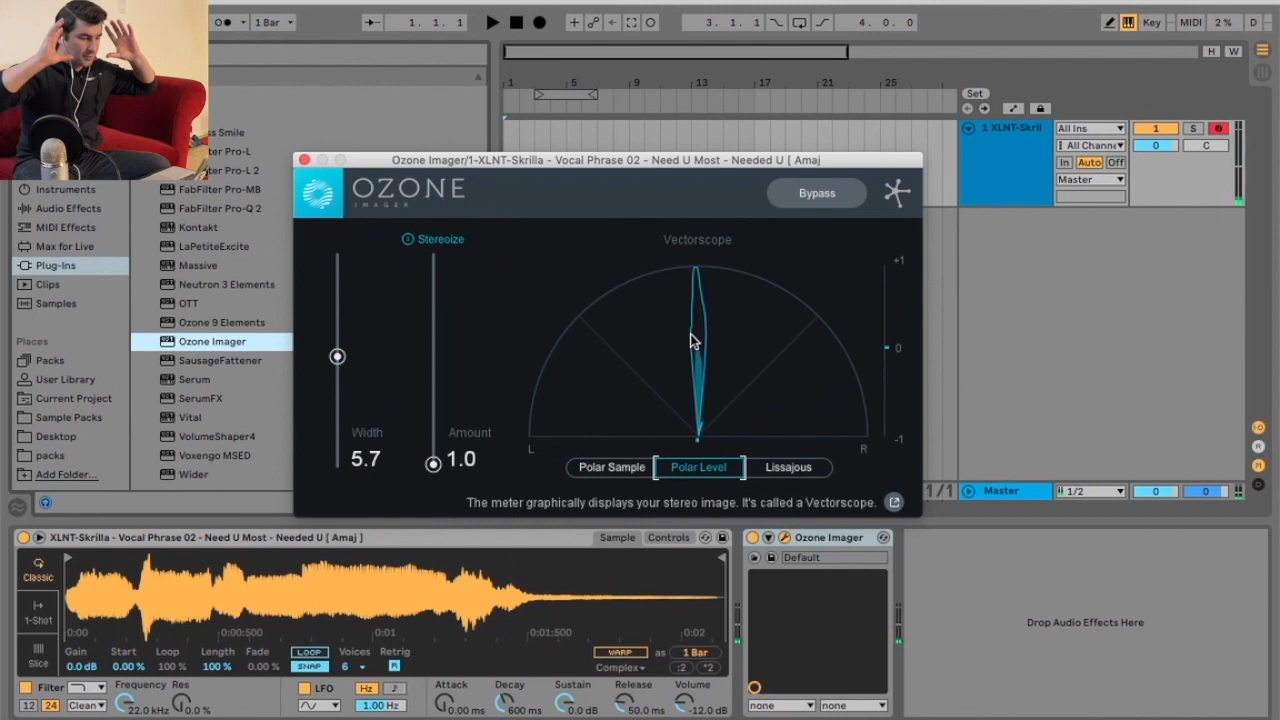 1 Bar
1. 1. 1
3. 1. 1
4. 0. 0
Key
MIDI
2 %
D
H
W
1
5
9
13
17
21
25
Set
1 XLNT-Skril
All Ins
1
S
All Channe
0
C
In
Auto
Off
Master
ss Smile
r Pro-L
r Pro-L 2
Instruments
Audio Effects
MIDI Effects
Max for Live
Plug-Ins
Clips
Samples
Places
Packs
User Library
Current Project
Sample Packs
Desktop
packs
Add Folder...
FabFilter Pro-MB
FabFilter Pro-Q 2
Kontakt
LaPetiteExcite
Massive
Neutron 3 Elements
OTT
Ozone 9 Elements
Ozone Imager
SausageFattener
Serum
SerumFX
Vital
VolumeShaper4
Voxengo MSED
Wider
Ozone Imager/1-XLNT-Skrilla - Vocal Phrase 02 - Need U Most - Needed U [ Amaj
OZONE
IMAGER
Bypass
Stereoize
Vectorscope
+1
0
-1
Width
5.7
Amount
1.0
L
R
Polar Sample
Polar Level
Lissajous
The meter graphically displays your stereo image. It's called a Vectorscope.
1/1
Master
1/2
0
0
XLNT-Skrilla - Vocal Phrase 02 - Need U Most - Needed U [ Amaj ]
Sample
Controls
Classic
1-Shot
Slice
0:00
0:00:500
0:01
0:01:500
0:02
Gain
Start
Loop
Length
Fade
LOOP
Voices
Retrig
WARP
as
1 Bar
0.0 dB
0.00 %
100 %
100 %
0.00 %
SNAP
6
R
Complex
:2
*2
Filter
Frequency
Res
LFO
Hz
Attack
Decay
Sustain
Release
Volume
12
24
Clean
22.0 kHz
0.0 %
1.00 Hz
0.00 ms
600 ms
0.0 dB
50.0 ms
-12.0 dB
Ozone Imager
Default
none
none
Drop Audio Effects Here